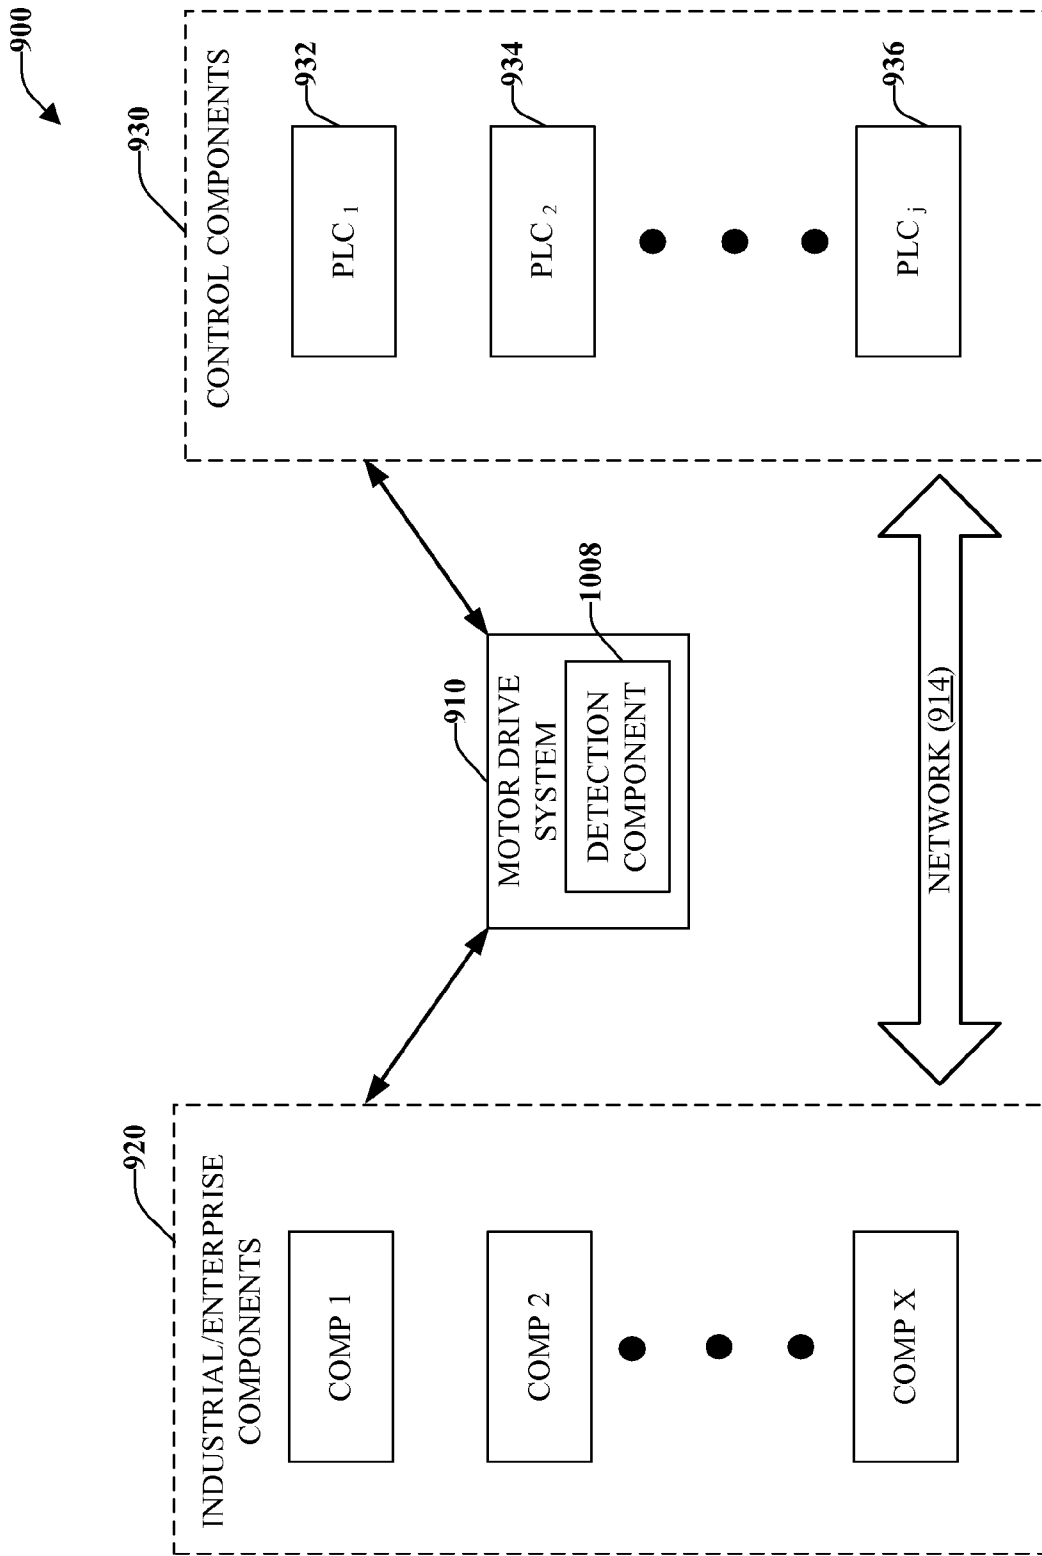 900
920
INDUSTRIAL/ENTERPRISE
COMPONENTS
COMP 1
COMP 2
COMP X
910
MOTOR DRIVE
SYSTEM
1008
DETECTION
COMPONENT
930
CONTROL COMPONENTS
932
PLC 1
934
PLC 2
936
PLC j
NETWORK (914)